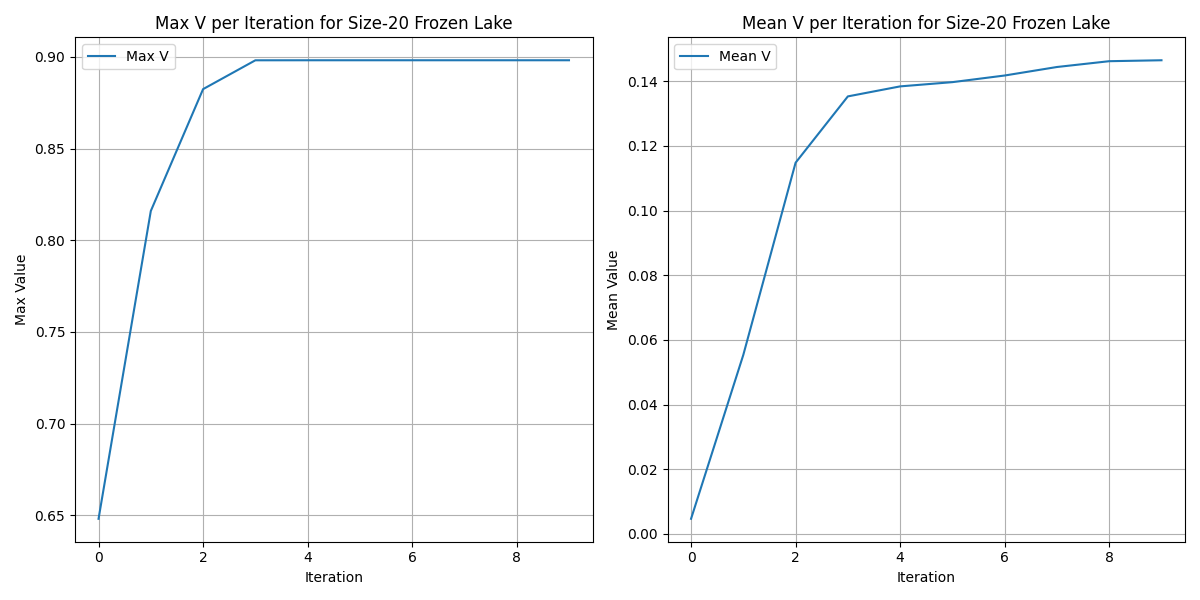 Max V per Iteration for Size-20 Frozen Lake
Max V
0.90
0.85
0.80
0.75
0.70
0.65
Max Value
0 2 4 6 8
Iteration
Mean V per Iteration for Size-20 Frozen Lake
Mean V
0.14
0.12
0.10
0.08
0.06
0.04
0.02
0.00
Mean Value
0 2 4 6 8
Iteration